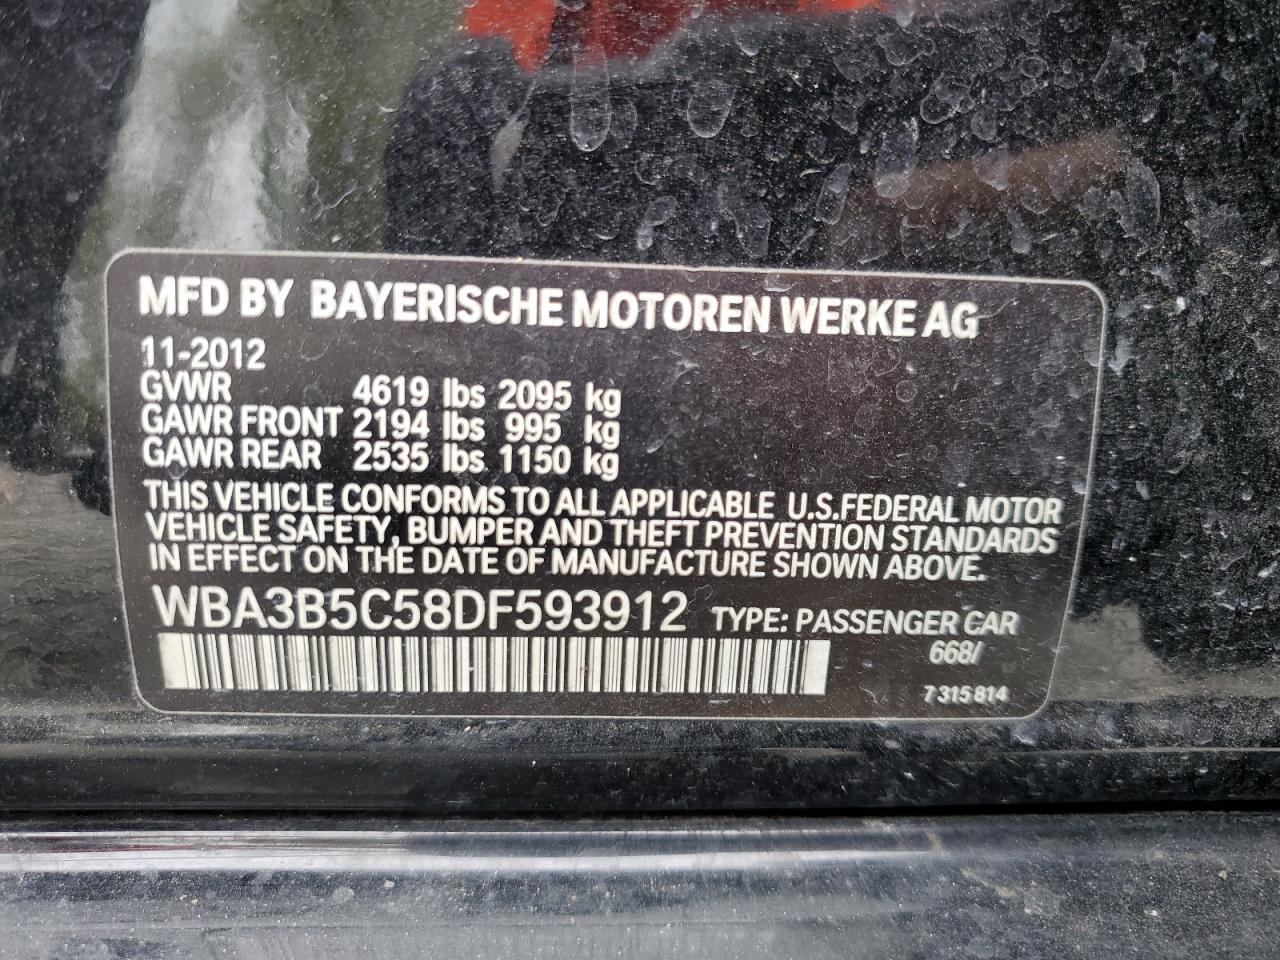 MFD BY BAYERISCHE MOTOREN WERKE AG
11-2012
GVWR 4619 lbs 2095 kg
GAWR FRONT 2194 lbs 995 kg
GAWR REAR 2535 lbs 1150 kg
THIS VEHICLE CONFORMS TO ALL APPLICABLE U.S.FEDERAL MOTOR
VEHICLE SAFETY, BUMPER AND THEFT PREVENTION STANDARDS
IN EFFECT ON THE DATE OF MANUFACTURE SHOWN ABOVE.
WBA3B5C58DF593912 TYPE: PASSENGER CAR
668/
7 315 814